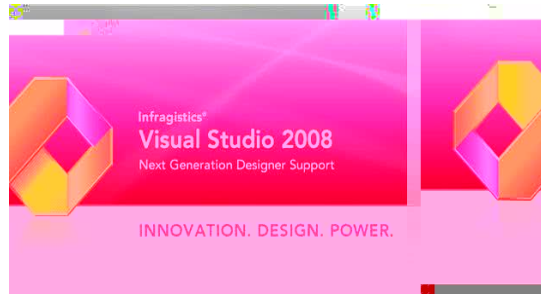 Infragistics®
Visual Studio 2008
Next Generation Designer Support
INNOVATION. DESIGN. POWER.